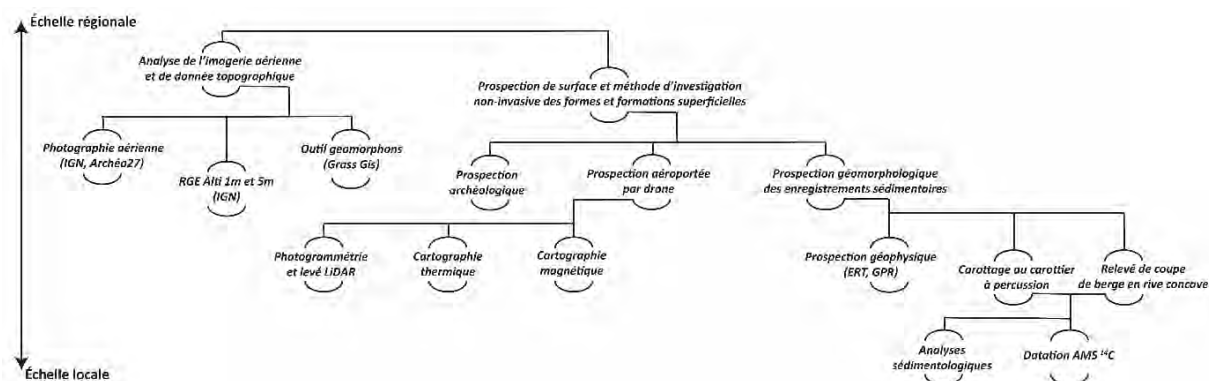 Échelle régionale
Analyse de l'imagerie aérienne
et de donnée topographique
Prospection de surface et méthode d'investigation
non-invasive des formes et formations superficielles
Photographie aérienne
(IGN, Archéa27)
RGE Alti 1m et 5m
(IGN)
Outil geomorphons
(Grass Gis)
Prospection
archéologique
Prospection aéroportée
par drone
Prospection géomorphologique
des enregistrements sédimentaires
Photogrammétrie
et levé LiDAR
Cartographie
thermique
Cartographie
magnétique
Prospection géophysique
(ERT, GPR)
Carottage au carottier
à percussion
Relevé de coupe
de berge en rive concave
Analyses
sédimentologiques
Datation AMS ¹⁴C
Échelle locale